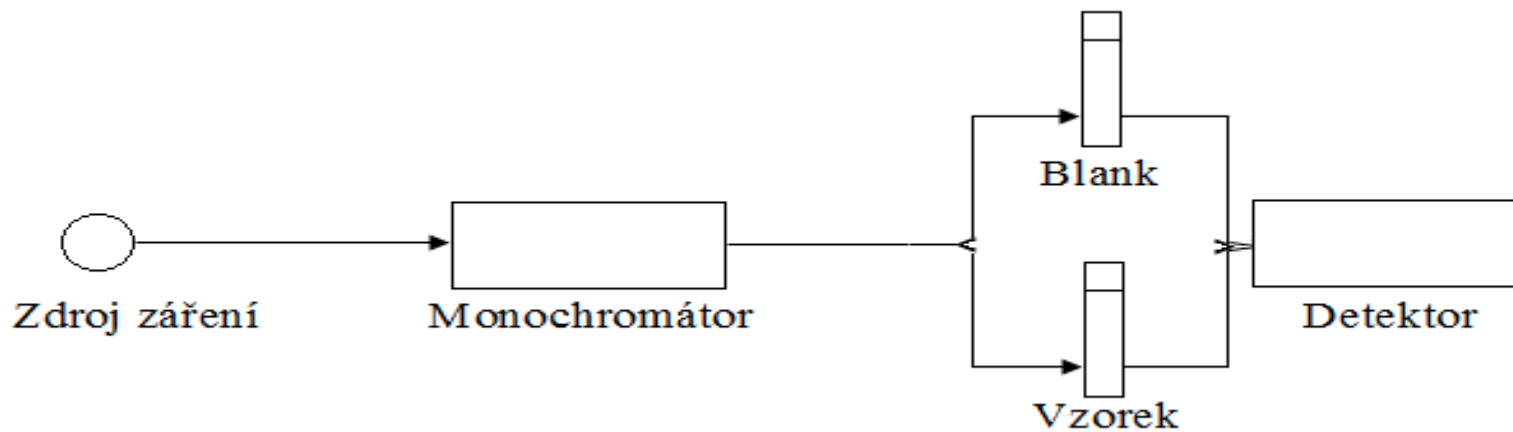 Blank
Zdroj záření
Monochromátor
Detektor
Vzorek